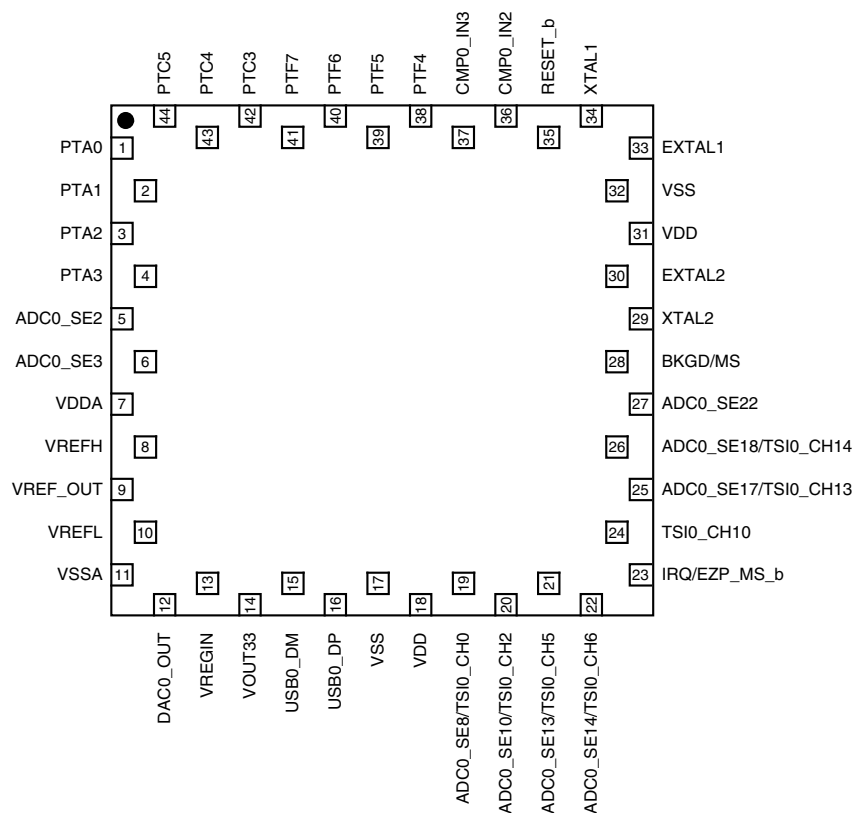 PTC5
PTC4
PTC3
PTF7
PTF6
PTF5
PTF4
CMP0_IN3
CMP0_IN2
RESET_b
XTAL1
44
43
42
41
40
39
38
37
36
35
34
PTA0 1
PTA1 2
PTA2 3
PTA3 4
ADC0_SE2 5
ADC0_SE3 6
VDDA 7
VREFH 8
VREF_OUT 9
VREFL 10
VSSA 11
33 EXTAL1
32 VSS
31 VDD
30 EXTAL2
29 XTAL2
28 BKGD/MS
27 ADC0_SE22
26 ADC0_SE18/TSI0_CH14
25 ADC0_SE17/TSI0_CH13
24 TSI0_CH10
23 IRQ/EZP_MS_b
12
13
14
15
16
17
18
19
20
21
22
DAC0_OUT
VREGIN
VOUT33
USB0_DM
USB0_DP
VSS
VDD
ADC0_SE8/TSI0_CH0
ADC0_SE10/TSI0_CH2
ADC0_SE13/TSI0_CH5
ADC0_SE14/TSI0_CH6